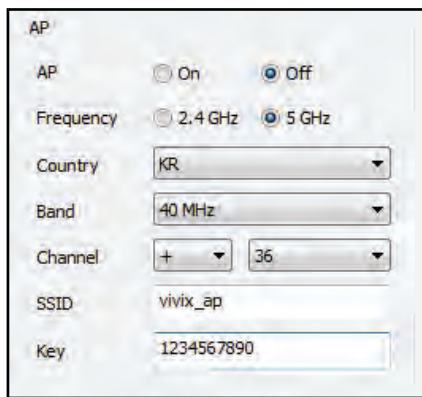 AP
AP On Off
Frequency 2.4 GHz 5 GHz
Country KR
Band 40 MHz
Channel + 36
SSID vivix_ap
Key 1234567890